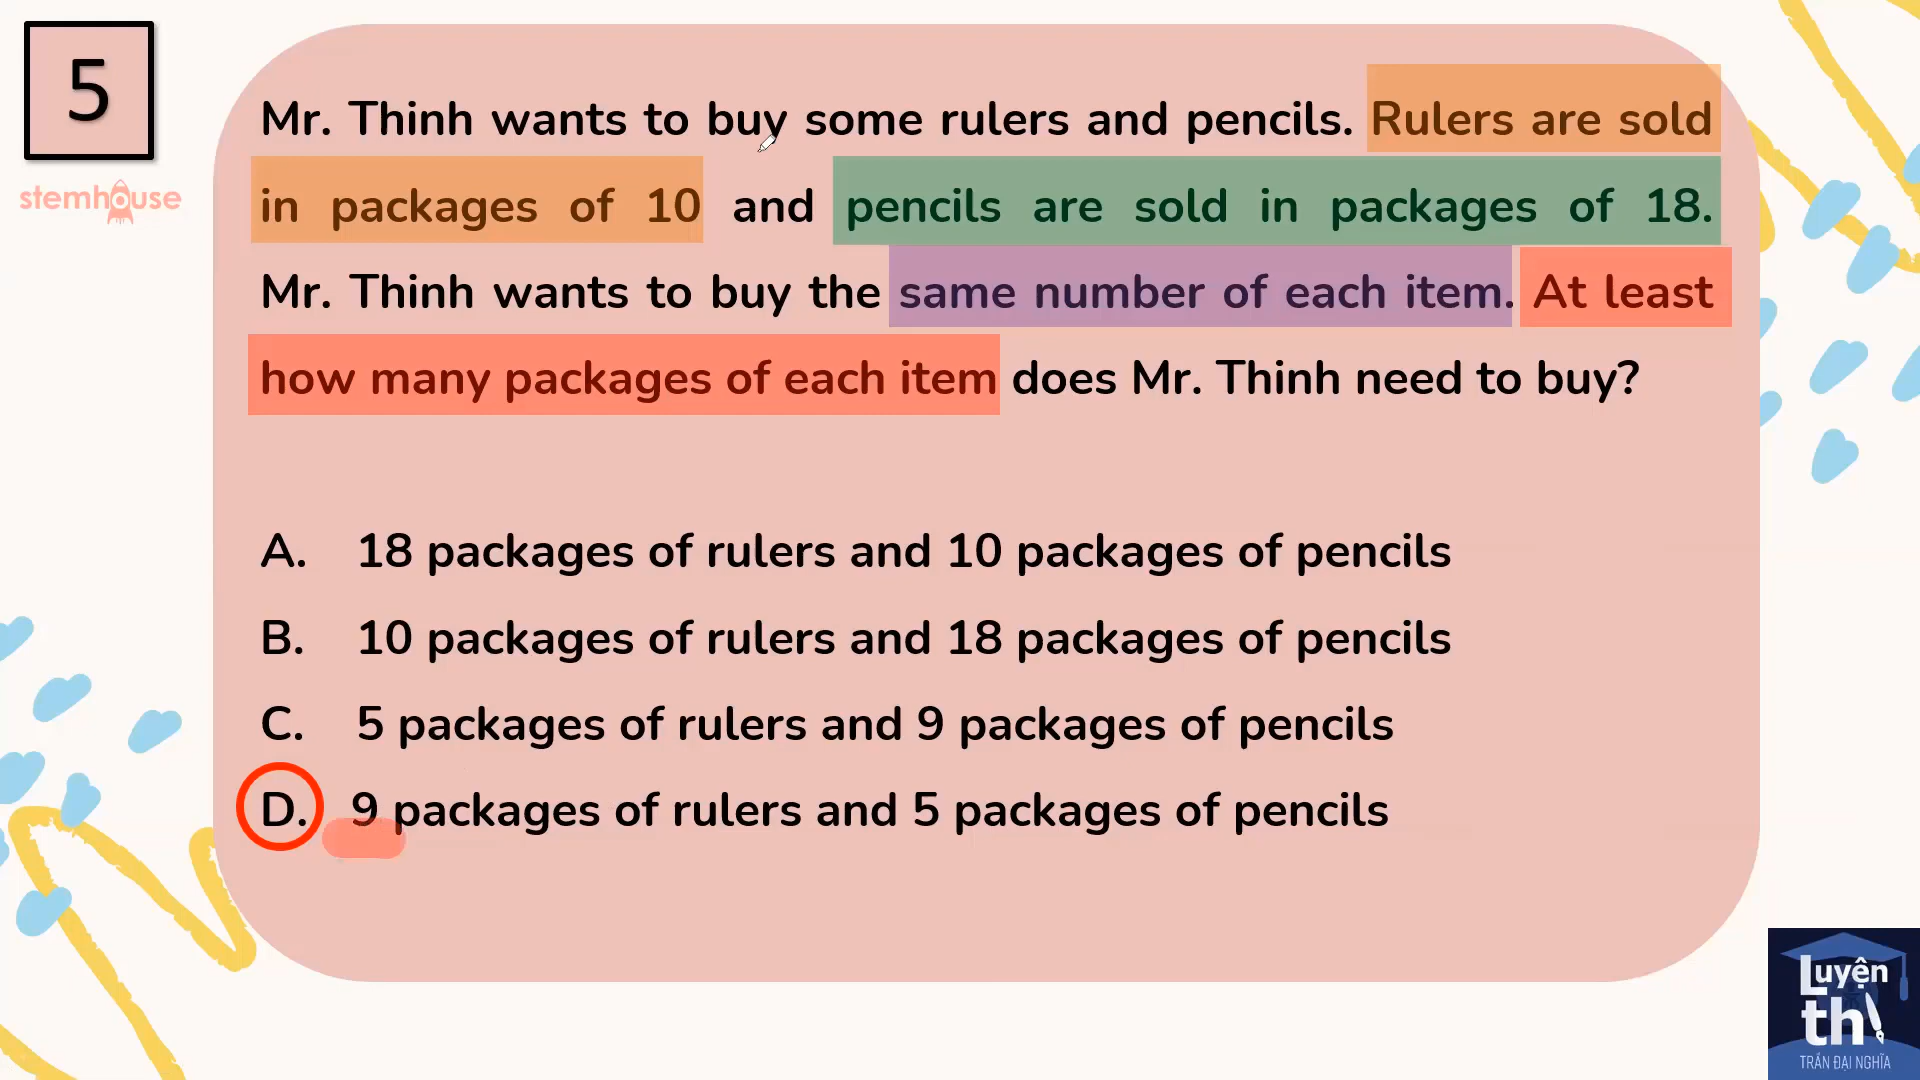 5
stemhouse
Mr. Thinh wants to buy some rulers and pencils. Rulers are sold
in packages of 10 and pencils are sold in packages of 18.
Mr. Thinh wants to buy the same number of each item. At least
how many packages of each item does Mr. Thinh need to buy?
A. 18 packages of rulers and 10 packages of pencils
B. 10 packages of rulers and 18 packages of pencils
C. 5 packages of rulers and 9 packages of pencils
D. 9 packages of rulers and 5 packages of pencils
Luyện
thi
TRẦN ĐẠI NGHĨA